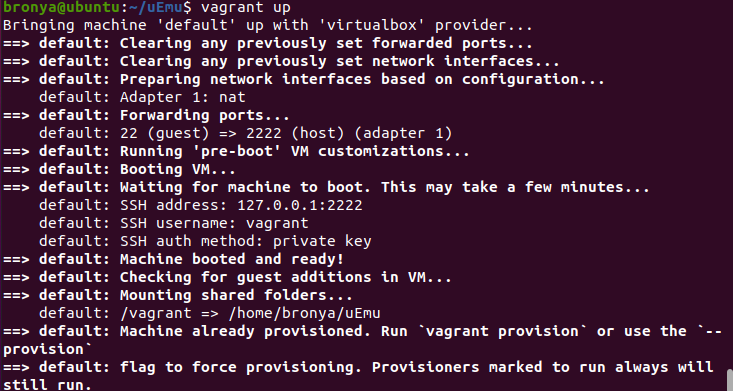 bronya@ubuntu:~/uEmu$ vagrant up
Bringing machine 'default' up with 'virtualbox' provider...
==> default: Clearing any previously set forwarded ports...
==> default: Clearing any previously set network interfaces...
==> default: Preparing network interfaces based on configuration...
    default: Adapter 1: nat
==> default: Forwarding ports...
    default: 22 (guest) => 2222 (host) (adapter 1)
==> default: Running 'pre-boot' VM customizations...
==> default: Booting VM...
==> default: Waiting for machine to boot. This may take a few minutes...
    default: SSH address: 127.0.0.1:2222
    default: SSH username: vagrant
    default: SSH auth method: private key
==> default: Machine booted and ready!
==> default: Checking for guest additions in VM...
==> default: Mounting shared folders...
    default: /vagrant => /home/bronya/uEmu
==> default: Machine already provisioned. Run `vagrant provision` or use the `--
provision`
==> default: flag to force provisioning. Provisioners marked to run always will
still run.